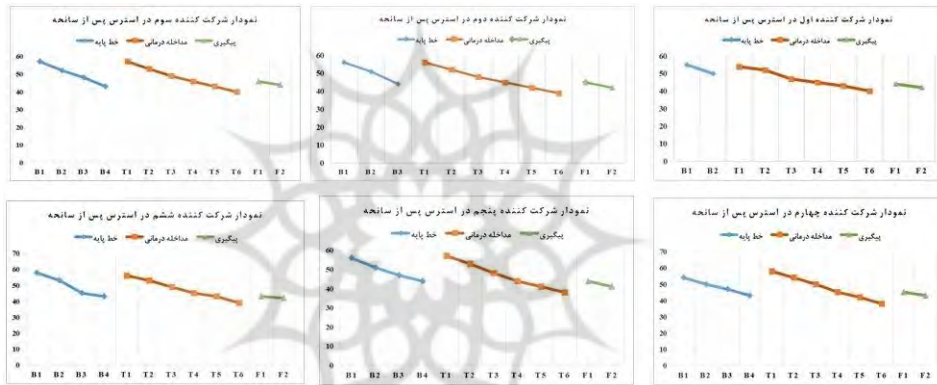 نمودار شرکت کننده اول در استرس پس از سانحه
خط پایه مداخله درمانی پیگیری
60
50
40
30
20
10
0
B1 B2 T1 T2 T3 T4 T5 T6 F1 F2
نمودار شرکت کننده دوم در استرس پس از سانحه
خط پایه مداخله درمانی پیگیری
60
50
40
30
20
10
0
B1 B2 B3 T1 T2 T3 T4 T5 T6 F1 F2
نمودار شرکت کننده سوم در استرس پس از سانحه
خط پایه مداخله درمانی پیگیری
60
50
40
30
20
10
0
B1 B2 B3 B4 T1 T2 T3 T4 T5 T6 F1 F2
نمودار شرکت کننده چهارم در استرس پس از سانحه
خط پایه مداخله درمانی پیگیری
70
60
50
40
30
20
10
0
B1 B2 B3 B4 T1 T2 T3 T4 T5 T6 F1 F2
نمودار شرکت کننده پنجم در استرس پس از سانحه
خط پایه مداخله درمانی پیگیری
60
50
40
30
20
10
0
B1 B2 B3 B4 T1 T2 T3 T4 T5 T6 F1 F2
نمودار شرکت کننده ششم در استرس پس از سانحه
خط پایه مداخله درمانی پیگیری
70
60
50
40
30
20
10
0
B1 B2 B3 B4 T1 T2 T3 T4 T5 T6 F1 F2